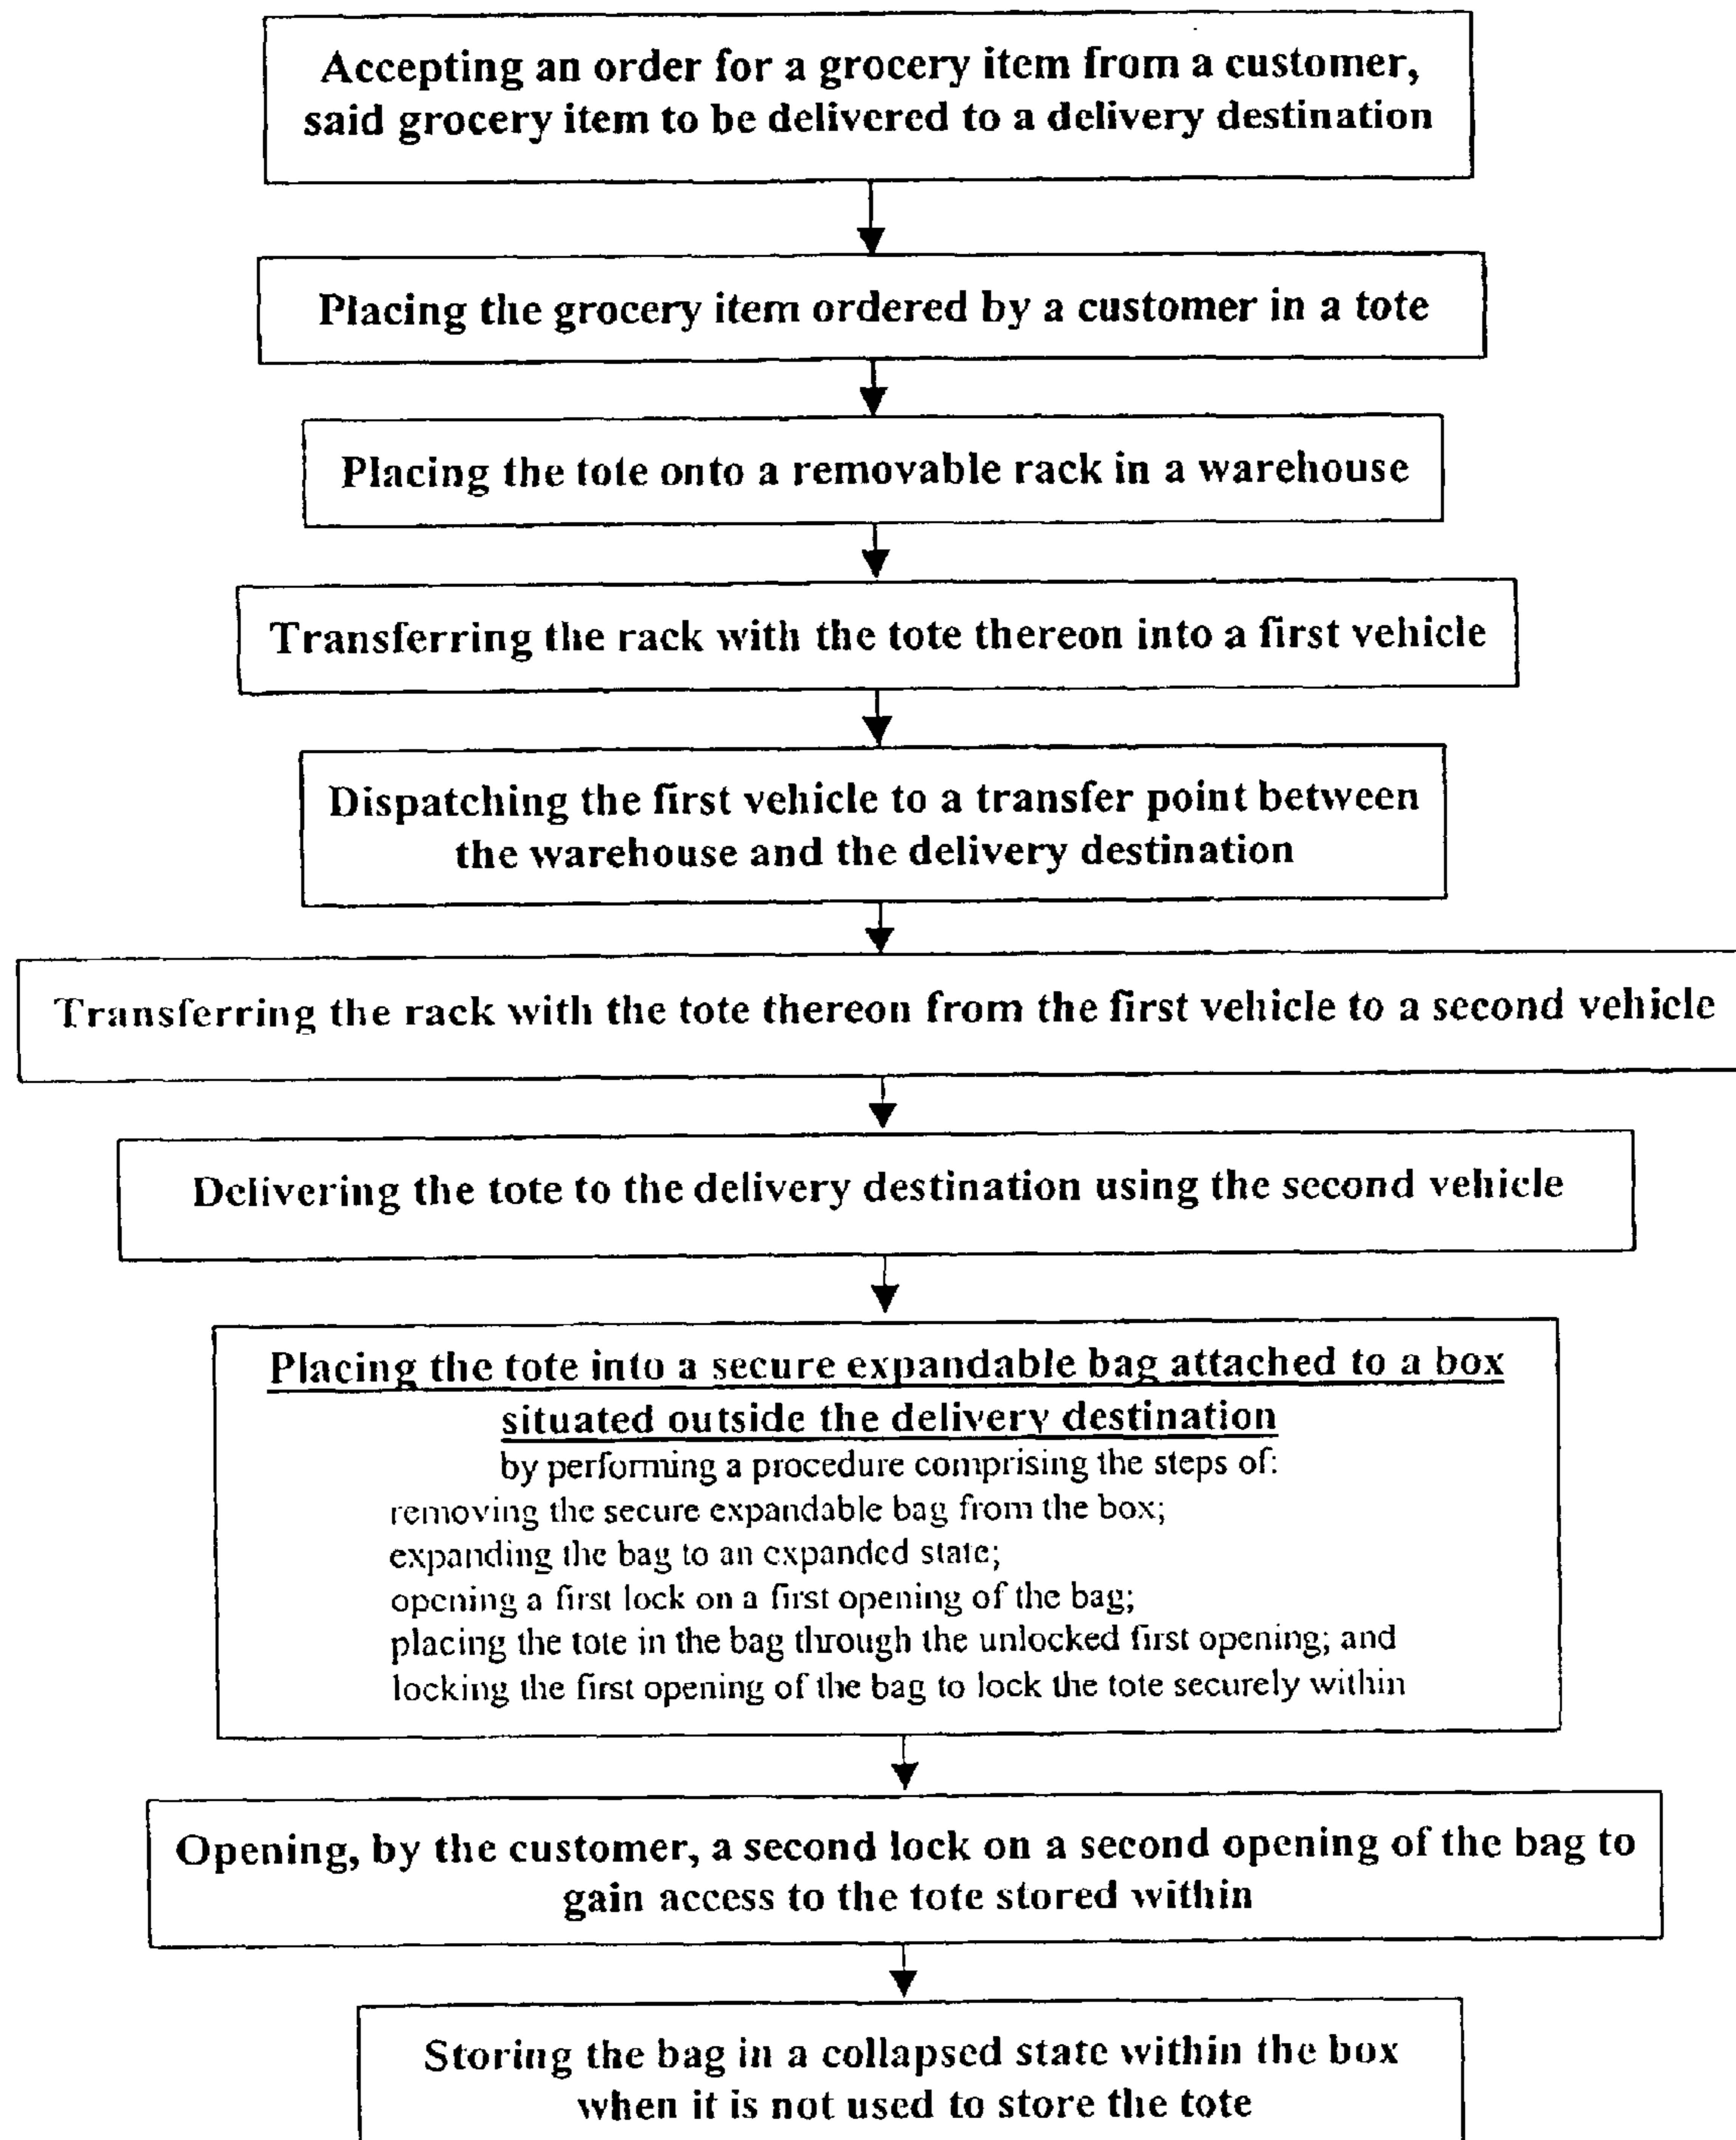 Accepting an order for a grocery item from a customer,
said grocery item to be delivered to a delivery destination
Placing the grocery item ordered by a customer in a tote
Placing the tote onto a removable rack in a warehouse
Transferring the rack with the tote thereon into a first vehicle
Dispatching the first vehicle to a transfer point between
the warehouse and the delivery destination
Transferring the rack with the tote thereon from the first vehicle to a second vehicle
Delivering the tote to the delivery destination using the second vehicle
Placing the tote into a secure expandable bag attached to a box
situated outside the delivery destination
by performing a procedure comprising the steps of:
removing the secure expandable bag from the box;
expanding the bag to an expanded state;
opening a first lock on a first opening of the bag;
placing the tote in the bag through the unlocked first opening; and
locking the first opening of the bag to lock the tote securely within
Opening, by the customer, a second lock on a second opening of the bag to
gain access to the tote stored within
Storing the bag in a collapsed state within the box
when it is not used to store the tote